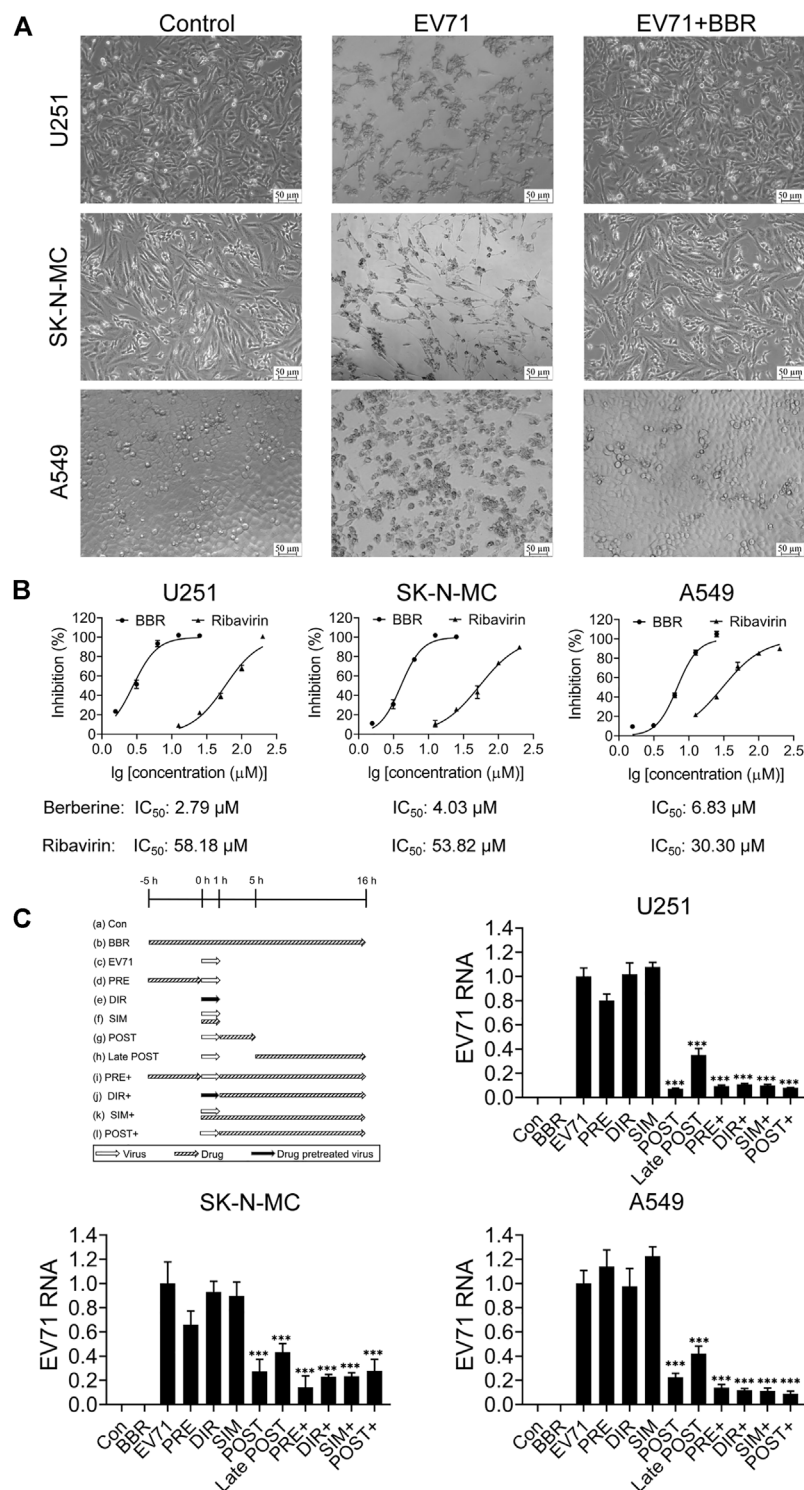 A
Control
EV71
EV71+BBR
U251
50 µm
50 µm
50 µm
SK-N-MC
50 µm
50 µm
50 µm
A549
50 µm
50 µm
50 µm
B
U251
SK-N-MC
A549
BBR
Ribavirin
BBR
Ribavirin
BBR
Ribavirin
Inhibition (%)
120
100
80
60
40
20
0
0.0 0.5 1.0 1.5 2.0 2.5
lg [concentration (µM)]
Inhibition (%)
120
100
80
60
40
20
0
0.0 0.5 1.0 1.5 2.0 2.5
lg [concentration (µM)]
Inhibition (%)
120
100
80
60
40
20
0
0.0 0.5 1.0 1.5 2.0 2.5
lg [concentration (µM)]
Berberine: IC50: 2.79 µM IC50: 4.03 µM IC50: 6.83 µM
Ribavirin: IC50: 58.18 µM IC50: 53.82 µM IC50: 30.30 µM
C
-5 h 0 h 1 h 5 h 16 h
(a) Con
(b) BBR
(c) EV71
(d) PRE
(e) DIR
(f) SIM
(g) POST
(h) Late POST
(i) PRE+
(j) DIR+
(k) SIM+
(l) POST+
Virus Drug Drug pretreated virus
U251
EV71 RNA
1.4
1.2
1.0
0.8
0.6
0.4
0.2
0.0
*** *** *** *** *** ***
Con BBR EV71 PRE DIR SIM POST Late POST PRE+ DIR+ SIM+ POST+
SK-N-MC
EV71 RNA
1.4
1.2
1.0
0.8
0.6
0.4
0.2
0.0
*** *** *** *** *** ***
Con BBR EV71 PRE DIR SIM POST Late POST PRE+ DIR+ SIM+ POST+
A549
EV71 RNA
1.4
1.2
1.0
0.8
0.6
0.4
0.2
0.0
*** *** *** *** *** ***
Con BBR EV71 PRE DIR SIM POST Late POST PRE+ DIR+ SIM+ POST+